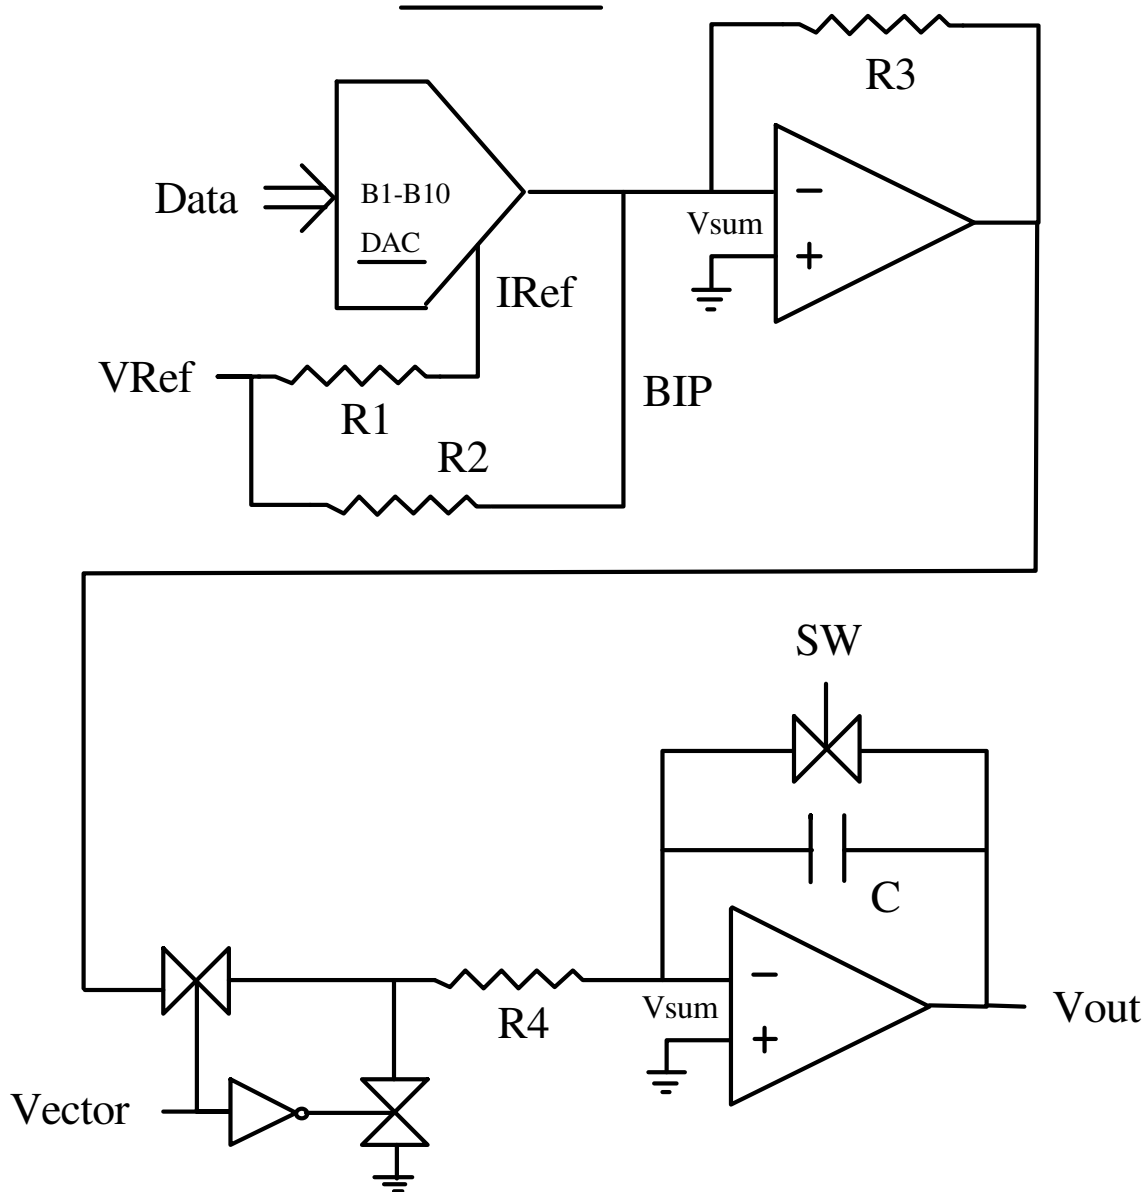 R3
Data
B1-B10
DAC
Vsum
−
+
IRef
VRef
R1
BIP
R2
SW
C
Vsum
−
+
R4
Vout
Vector